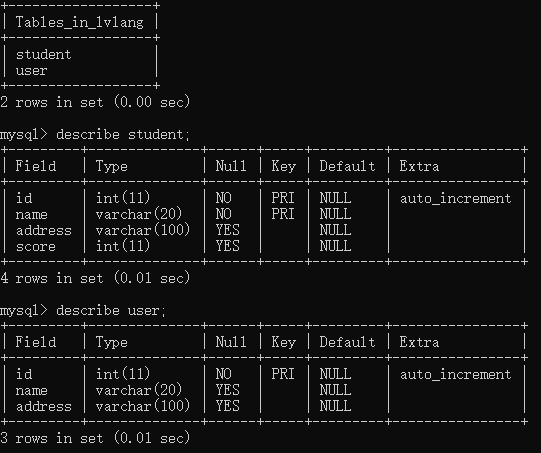 +------------------+
| Tables_in_lvlang |
+------------------+
| student          |
| user             |
+------------------+
2 rows in set (0.00 sec)
mysql> describe student;
+---------+--------------+------+-----+---------+----------------+
| Field   | Type         | Null | Key | Default | Extra          |
+---------+--------------+------+-----+---------+----------------+
| id      | int(11)      | NO   | PRI | NULL    | auto_increment |
| name    | varchar(20)  | NO   | PRI | NULL    |                |
| address | varchar(100) | YES  |     | NULL    |                |
| score   | int(11)      | YES  |     | NULL    |                |
+---------+--------------+------+-----+---------+----------------+
4 rows in set (0.01 sec)
mysql> describe user;
+---------+--------------+------+-----+---------+----------------+
| Field   | Type         | Null | Key | Default | Extra          |
+---------+--------------+------+-----+---------+----------------+
| id      | int(11)      | NO   | PRI | NULL    | auto_increment |
| name    | varchar(20)  | YES  |     | NULL    |                |
| address | varchar(100) | YES  |     | NULL    |                |
+---------+--------------+------+-----+---------+----------------+
3 rows in set (0.01 sec)